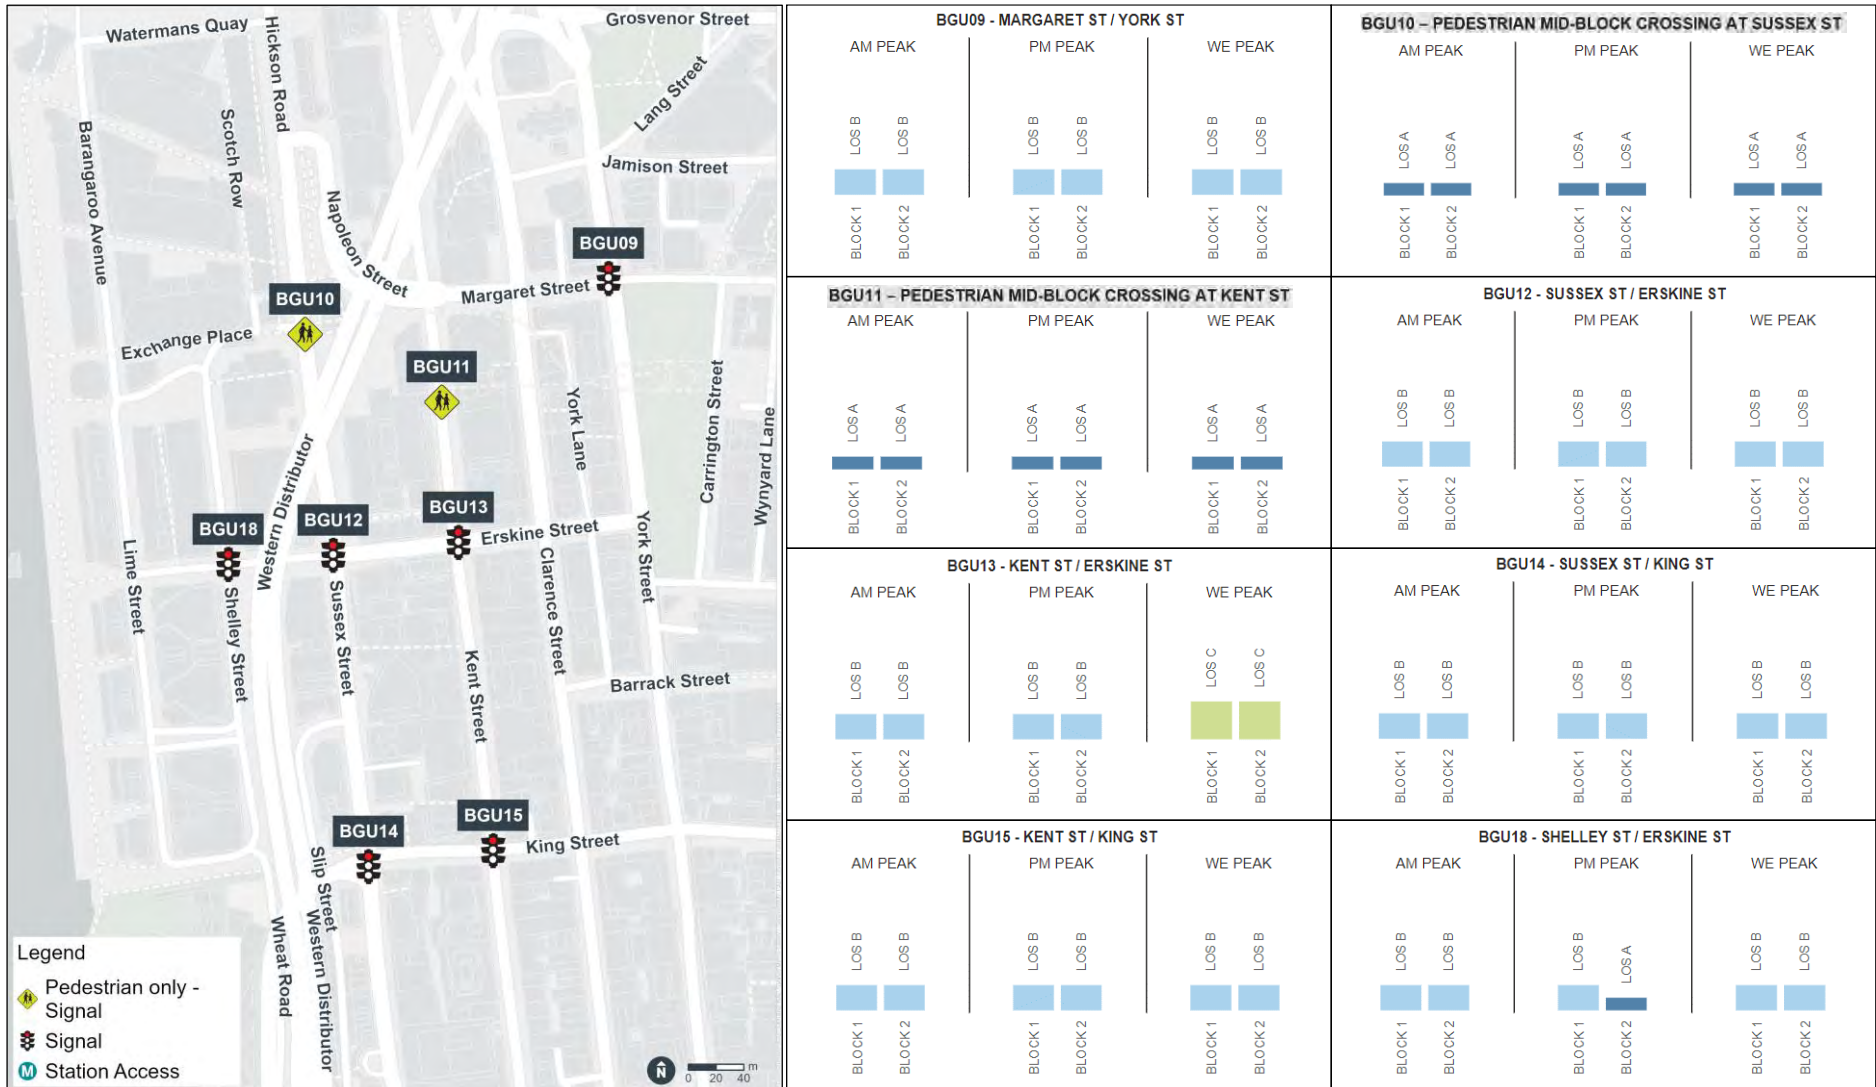 Grosvenor Street
Watermans Quay
Hickson Road
Lang Street
Scotch Row
Barangaroo Avenue
Jamison Street
Napoleon Street
BGU09
Margaret Street
BGU10
Exchange Place
BGU11
York Lane
Carrington Street
Wynyard Lane
Western Distributor
BGU18
BGU12
BGU13
Erskine Street
York Street
Lime Street
Clarence Street
Shelley Street
Sussex Street
Kent Street
Barrack Street
BGU14
BGU15
King Street
Slip Street
Wheat Road
Western Distributor
Legend
Pedestrian only -
Signal
Signal
M Station Access
N
0 20 40 m
BGU09 - MARGARET ST / YORK ST
AM PEAK PM PEAK WE PEAK
LOS B LOS B LOS B LOS B LOS B LOS B
BLOCK 1 BLOCK 2 BLOCK 1 BLOCK 2 BLOCK 1 BLOCK 2
BGU10 – PEDESTRIAN MID-BLOCK CROSSING AT SUSSEX ST
AM PEAK PM PEAK WE PEAK
LOS A LOS A LOS A LOS A LOS A LOS A
BLOCK 1 BLOCK 2 BLOCK 1 BLOCK 2 BLOCK 1 BLOCK 2
BGU11 – PEDESTRIAN MID-BLOCK CROSSING AT KENT ST
AM PEAK PM PEAK WE PEAK
LOS A LOS A LOS A LOS A LOS A LOS A
BLOCK 1 BLOCK 2 BLOCK 1 BLOCK 2 BLOCK 1 BLOCK 2
BGU12 - SUSSEX ST / ERSKINE ST
AM PEAK PM PEAK WE PEAK
LOS B LOS B LOS B LOS B LOS B LOS B
BLOCK 1 BLOCK 2 BLOCK 1 BLOCK 2 BLOCK 1 BLOCK 2
BGU13 - KENT ST / ERSKINE ST
AM PEAK PM PEAK WE PEAK
LOS B LOS B LOS B LOS B LOS C LOS C
BLOCK 1 BLOCK 2 BLOCK 1 BLOCK 2 BLOCK 1 BLOCK 2
BGU14 - SUSSEX ST / KING ST
AM PEAK PM PEAK WE PEAK
LOS B LOS B LOS B LOS B LOS B LOS B
BLOCK 1 BLOCK 2 BLOCK 1 BLOCK 2 BLOCK 1 BLOCK 2
BGU15 - KENT ST / KING ST
AM PEAK PM PEAK WE PEAK
LOS B LOS B LOS B LOS B LOS B LOS B
BLOCK 1 BLOCK 2 BLOCK 1 BLOCK 2 BLOCK 1 BLOCK 2
BGU18 - SHELLEY ST / ERSKINE ST
AM PEAK PM PEAK WE PEAK
LOS B LOS B LOS B LOS A LOS B LOS B
BLOCK 1 BLOCK 2 BLOCK 1 BLOCK 2 BLOCK 1 BLOCK 2